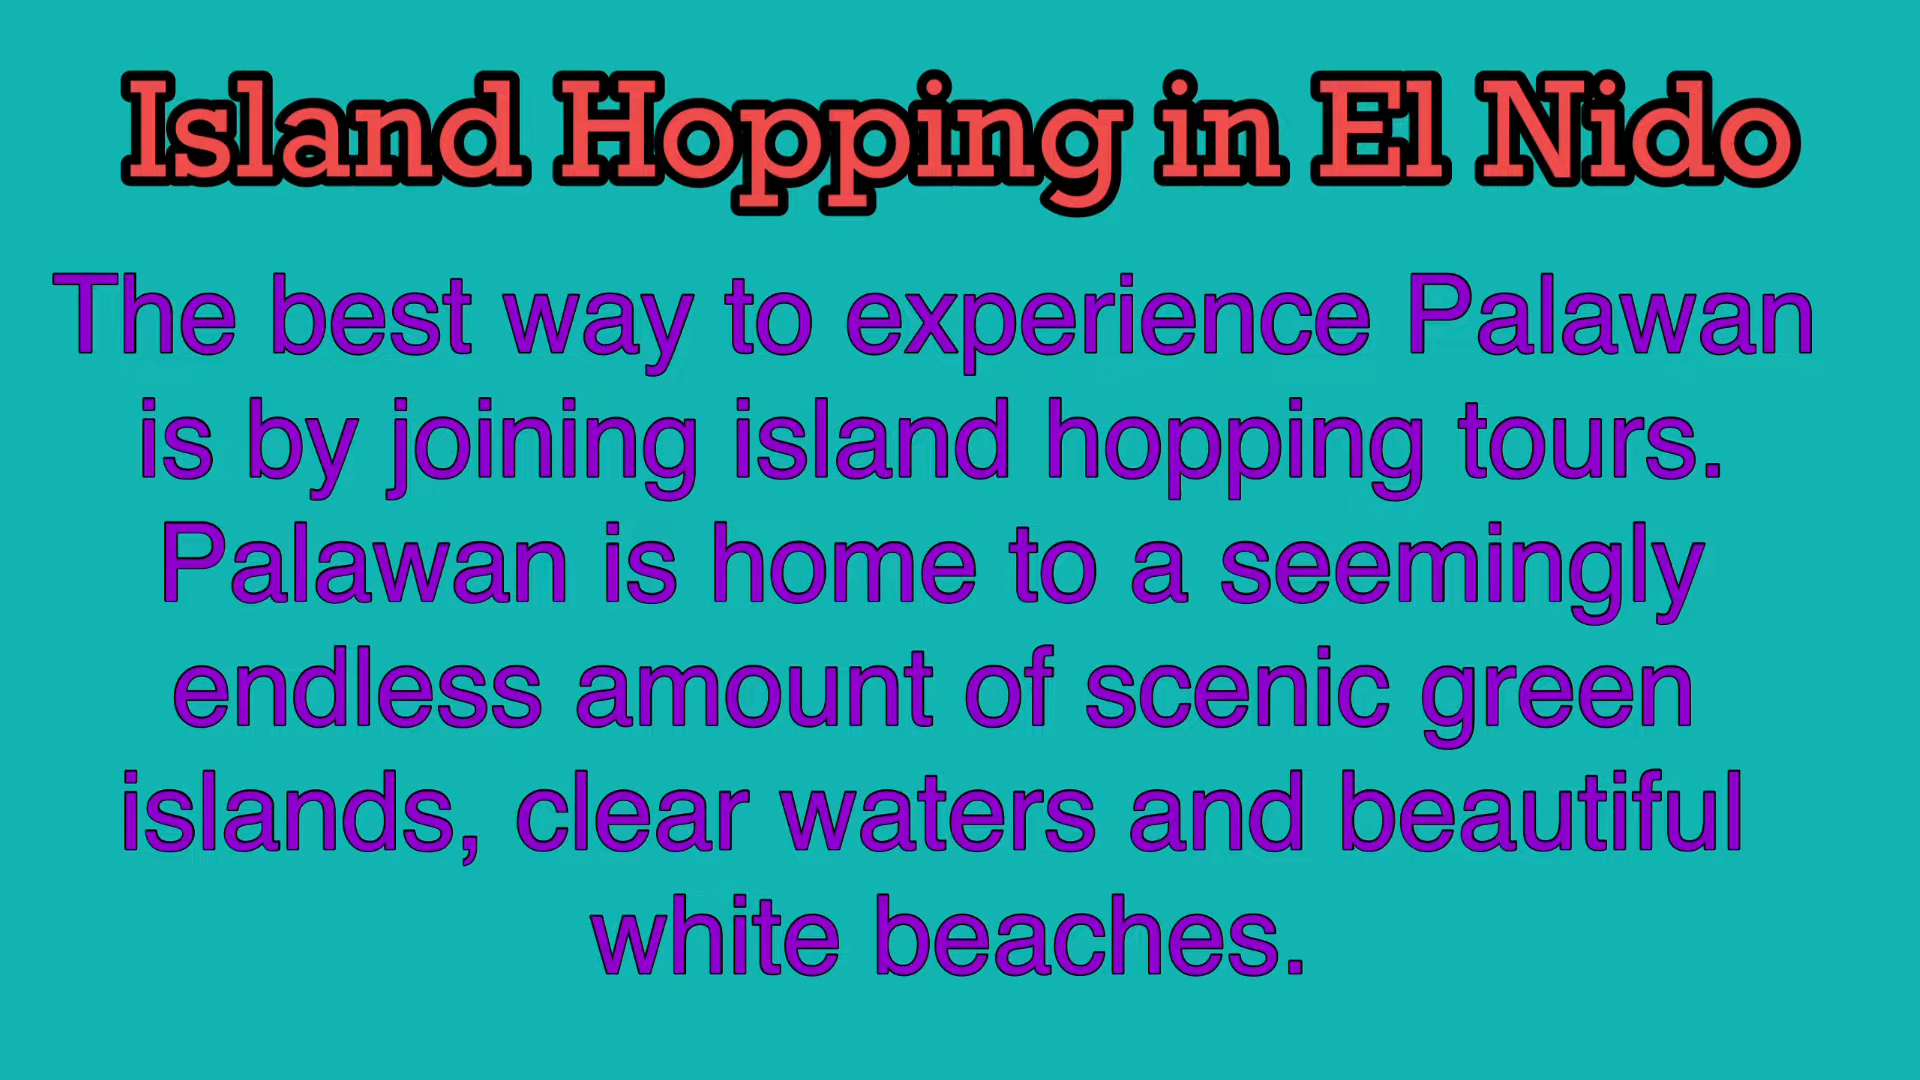 Island Hopping in El Nido
The best way to experience Palawan
is by joining island hopping tours.
Palawan is home to a seemingly
endless amount of scenic green
islands, clear waters and beautiful
white beaches.